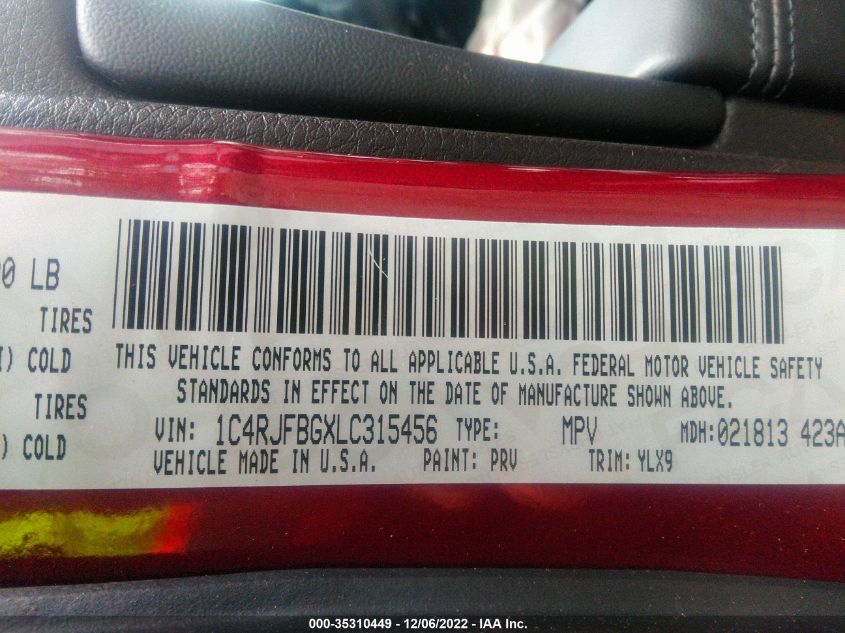 0 LB
TIRES
) COLD
TIRES
) COLD
THIS VEHICLE CONFORMS TO ALL APPLICABLE U.S.A. FEDERAL MOTOR VEHICLE SAFETY
STANDARDS IN EFFECT ON THE DATE OF MANUFACTURE SHOWN ABOVE.
VIN: 1C4RJFBGXLC315456 TYPE: MPV MDH:021813 423A
VEHICLE MADE IN U.S.A. PAINT: PRV TRIM: YLX9
000-35310449 - 12/06/2022 - IAA Inc.